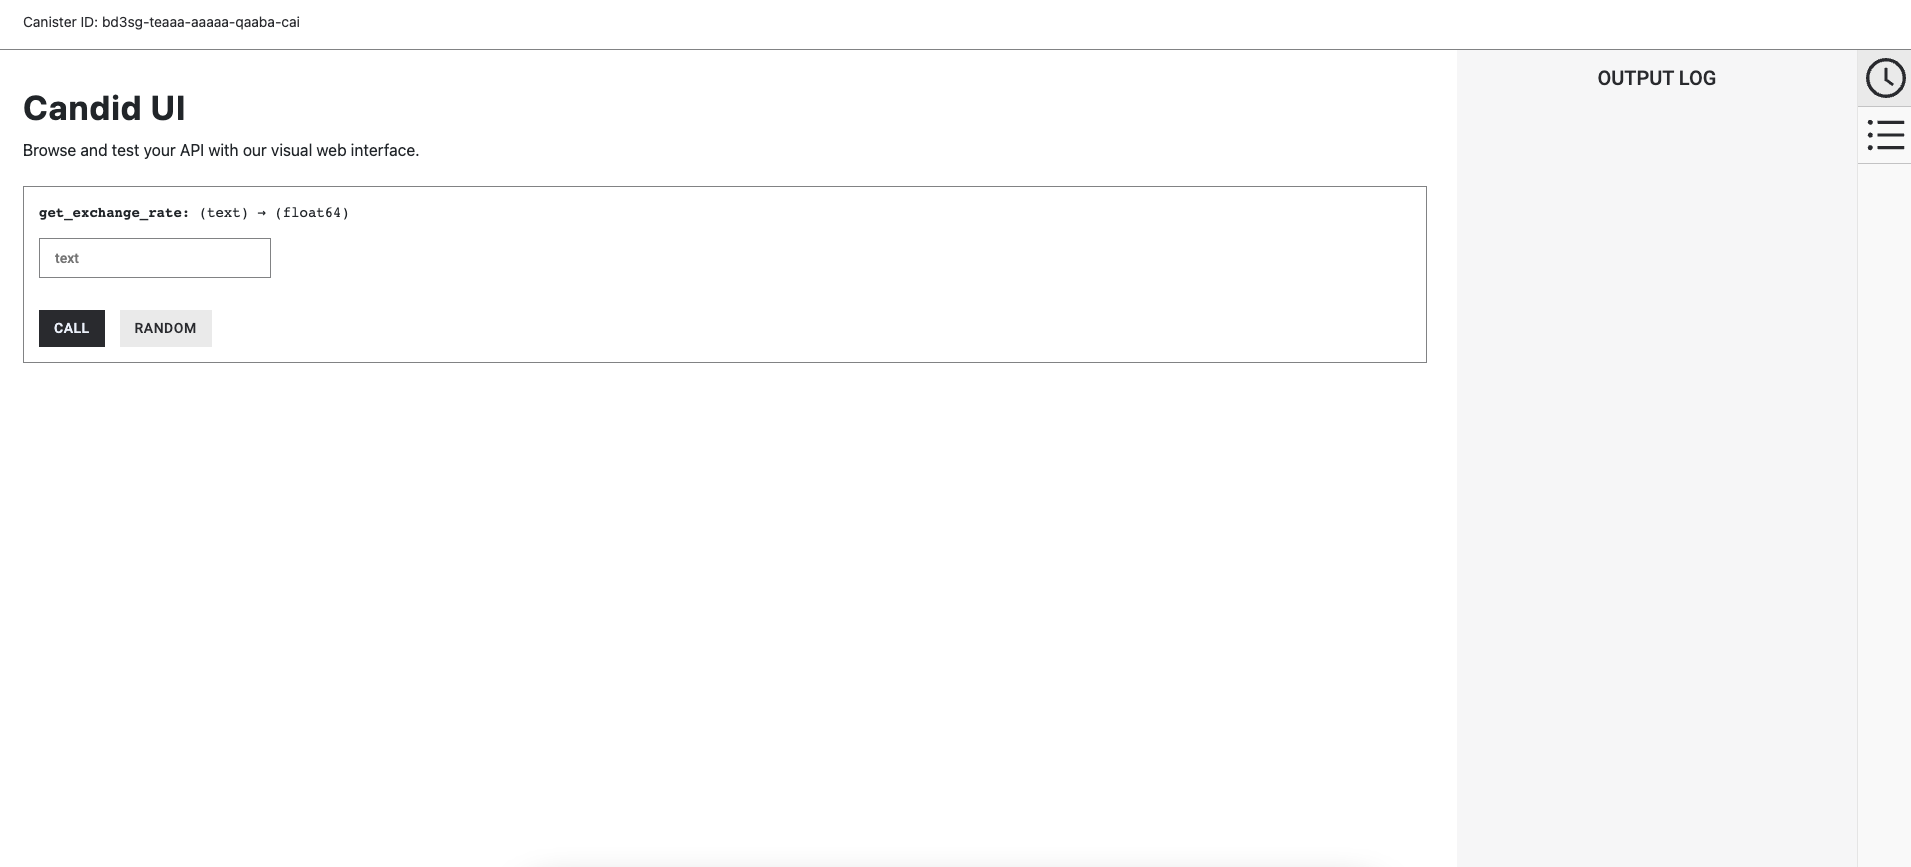 Canister ID: bd3sg-teaaa-aaaaa-qaaba-cai
Candid UI
Browse and test your API with our visual web interface.
get_exchange_rate: (text) → (float64)
text
CALL
RANDOM
OUTPUT LOG